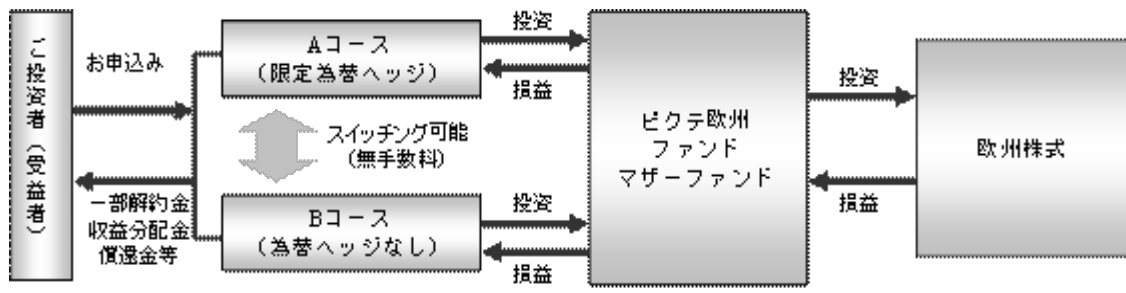 ご投資者（受益者）
お申込み
一部解約金
収益分配金
償還金等
Aコース
（限定為替ヘッジ）
スイッチング可能
（無手数料）
Bコース
（為替ヘッジなし）
投資
損益
投資
損益
ピクテ欧州
ファンド
マザーファンド
投資
損益
欧州株式